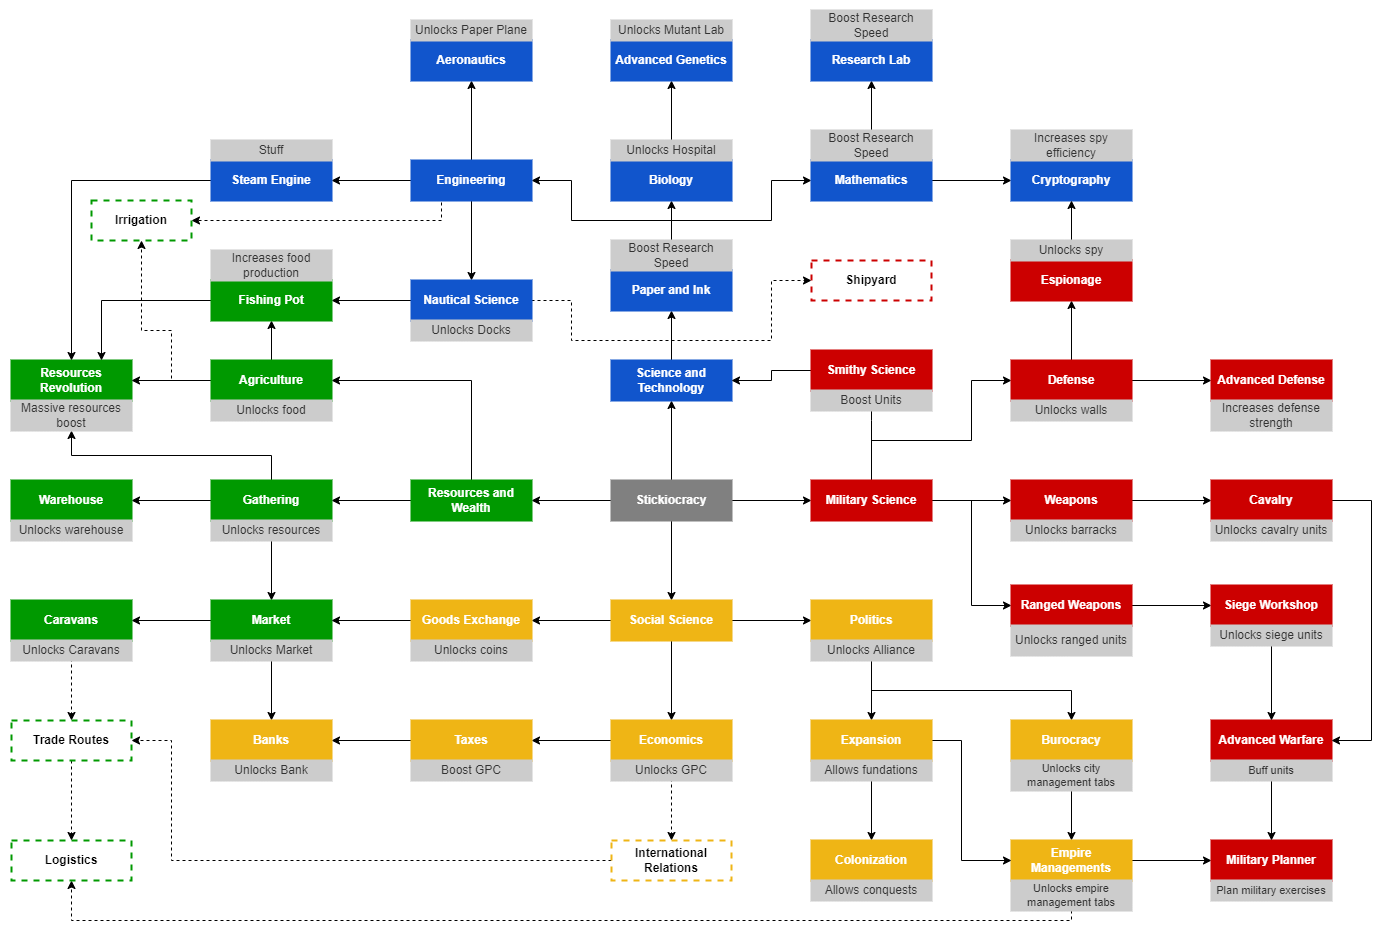 Unlocks Paper Plane
Aeronautics
Unlocks Mutant Lab
Advanced Genetics
Boost Research
Speed
Research Lab
Stuff
Steam Engine
Engineering
Unlocks Hospital
Biology
Boost Research
Speed
Mathematics
Increases spy
efficiency
Cryptography
Irrigation
Increases food
production
Fishing Pot
Nautical Science
Unlocks Docks
Boost Research
Speed
Paper and Ink
Shipyard
Unlocks spy
Espionage
Resources
Revolution
Massive resources
boost
Agriculture
Unlocks food
Science and
Technology
Smithy Science
Boost Units
Defense
Unlocks walls
Advanced Defense
Increases defense
strength
Warehouse
Unlocks warehouse
Gathering
Unlocks resources
Resources and
Wealth
Stickiocracy
Military Science
Weapons
Unlocks barracks
Cavalry
Unlocks cavalry units
Caravans
Unlocks Caravans
Market
Unlocks Market
Goods Exchange
Unlocks coins
Social Science
Politics
Unlocks Alliance
Ranged Weapons
Unlocks ranged units
Siege Workshop
Unlocks siege units
Trade Routes
Banks
Unlocks Bank
Taxes
Boost GPC
Economics
Unlocks GPC
Expansion
Allows fundations
Burocracy
Unlocks city
management tabs
Advanced Warfare
Buff units
Logistics
International
Relations
Colonization
Allows conquests
Empire
Managements
Unlocks empire
management tabs
Military Planner
Plan military exercises